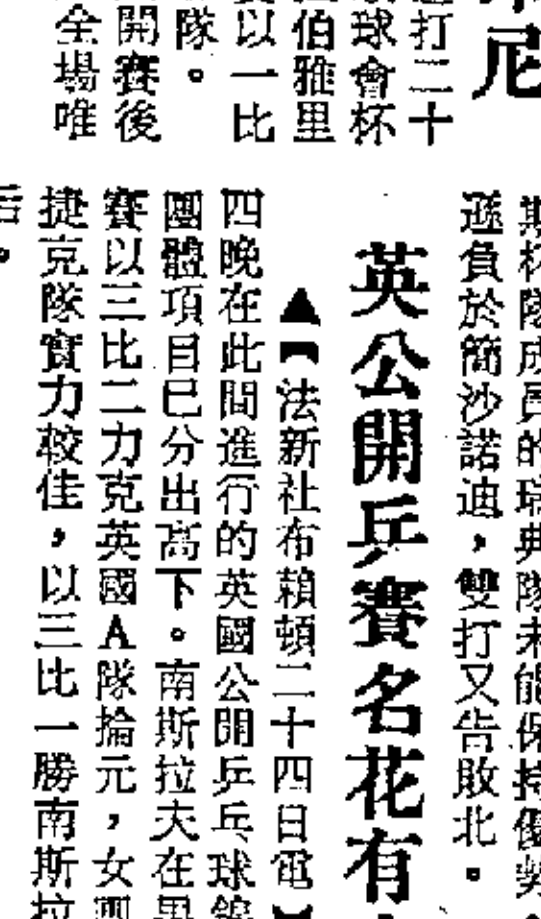 尼
打二十
球會杯
伯雅里
以一比
隊。
開賽後
全場唯
杯隊成員的瑞典隊未能保持優勢
遜負於簡沙諾迪，雙打又告敗北。
英公開乒賽名花有
▲【法新社布賴頓二十四日電】
四晚在此間進行的英國公開乒乓球錦
團體項目已分出高下。南斯拉夫在男
賽以三比二力克英國A隊掄元，女團
捷克隊實力較佳，以三比一勝南斯拉
后。